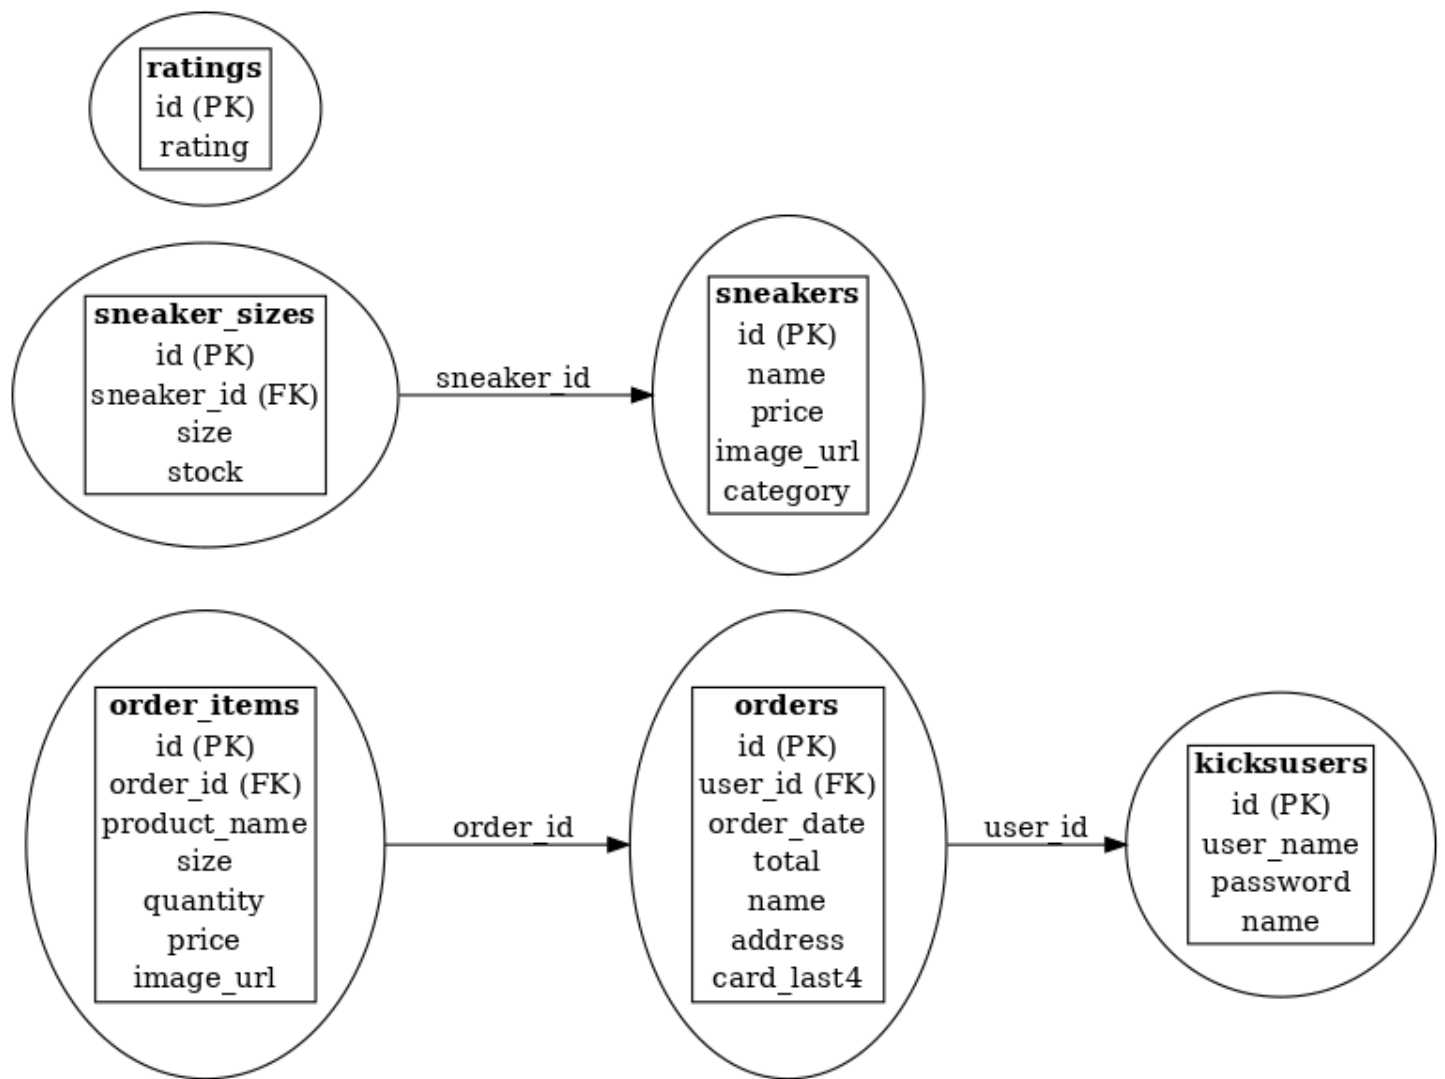 ratings
id (PK)
rating
sneaker_sizes
id (PK)
sneaker_id (FK)
size
stock
sneaker_id
sneakers
id (PK)
name
price
image_url
category
order_items
id (PK)
order_id (FK)
product_name
size
quantity
price
image_url
order_id
orders
id (PK)
user_id (FK)
order_date
total
name
address
card_last4
user_id
kicksusers
id (PK)
user_name
password
name